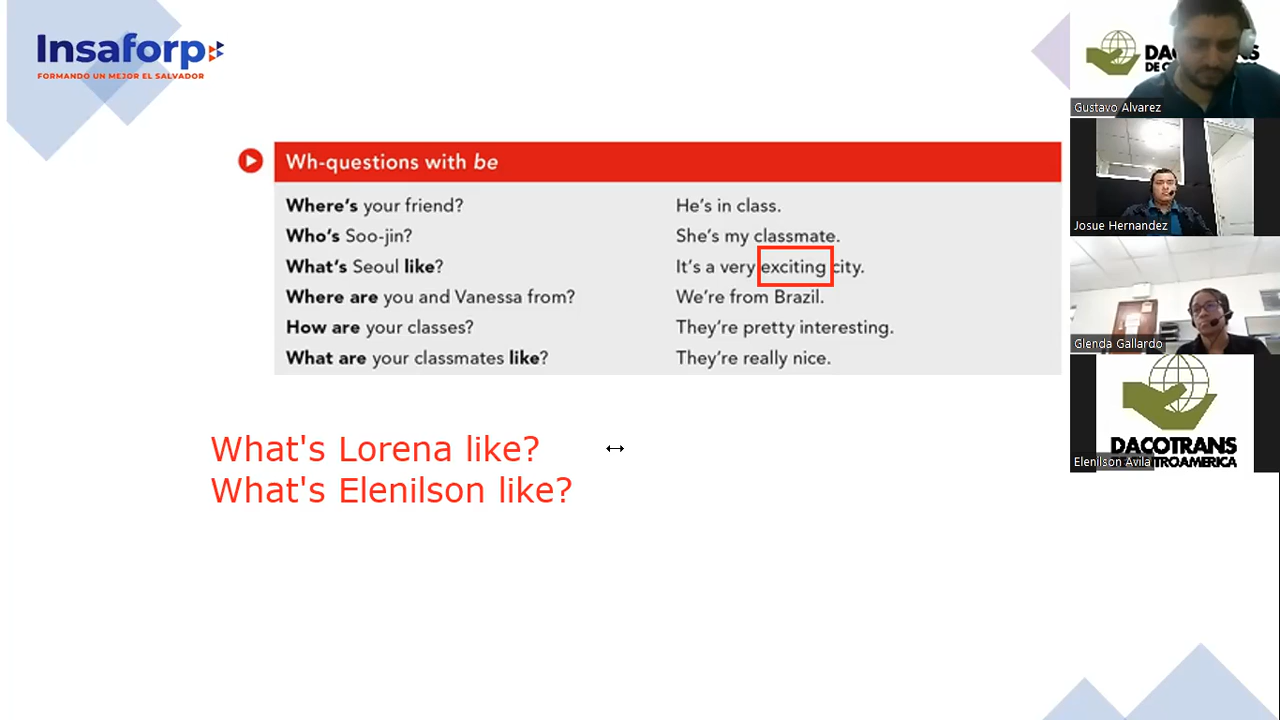 Insaforp
FORMANDO UN MEJOR EL SALVADOR
Wh-questions with be
Where's your friend? He's in class.
Who's Soo-jin? She's my classmate.
What's Seoul like? It's a very exciting city.
Where are you and Vanessa from? We're from Brazil.
How are your classes? They're pretty interesting.
What are your classmates like? They're really nice.
What's Lorena like?
What's Elenilson like?
Gustavo Alvarez
Josue Hernandez
Glenda Gallardo
DACOTRANS
Elenilson Avila